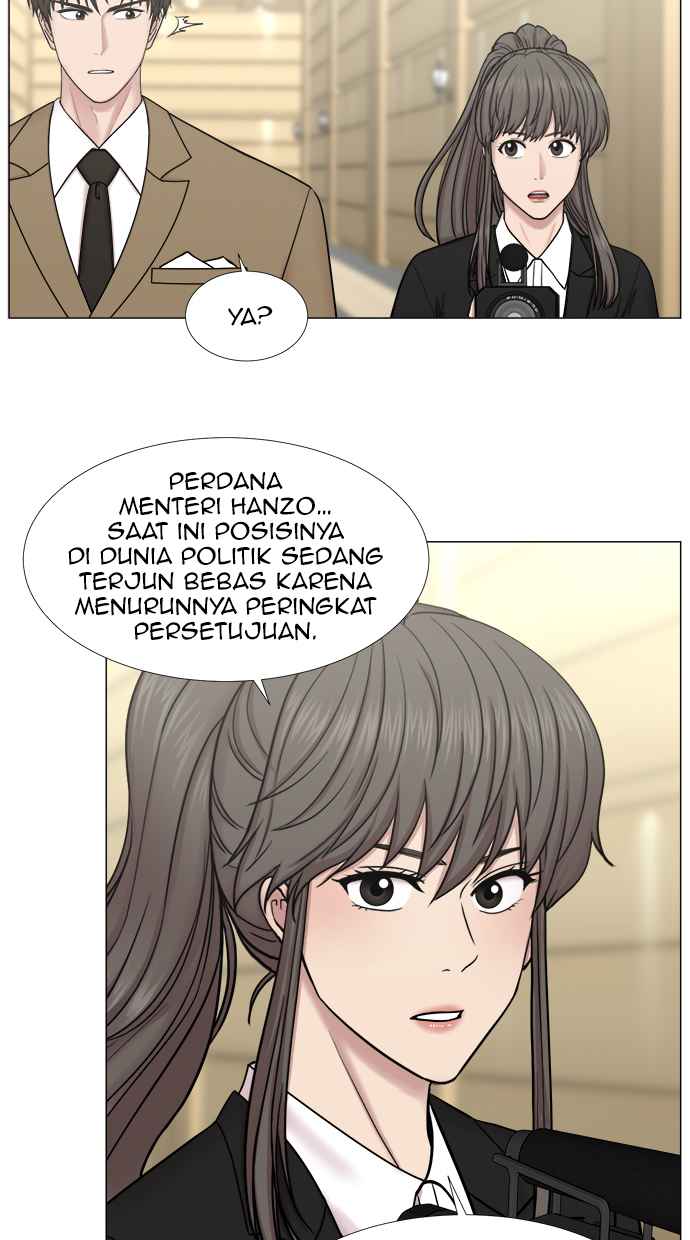 YA?
PERDANA
MENTERI HANZO...
SAAT INI POSISINYA
DI DUNIA POLITIK SEDANG
TERJUN BEBAS KARENA
MENURUNNYA PERINGKAT
PERSETUJUAN.